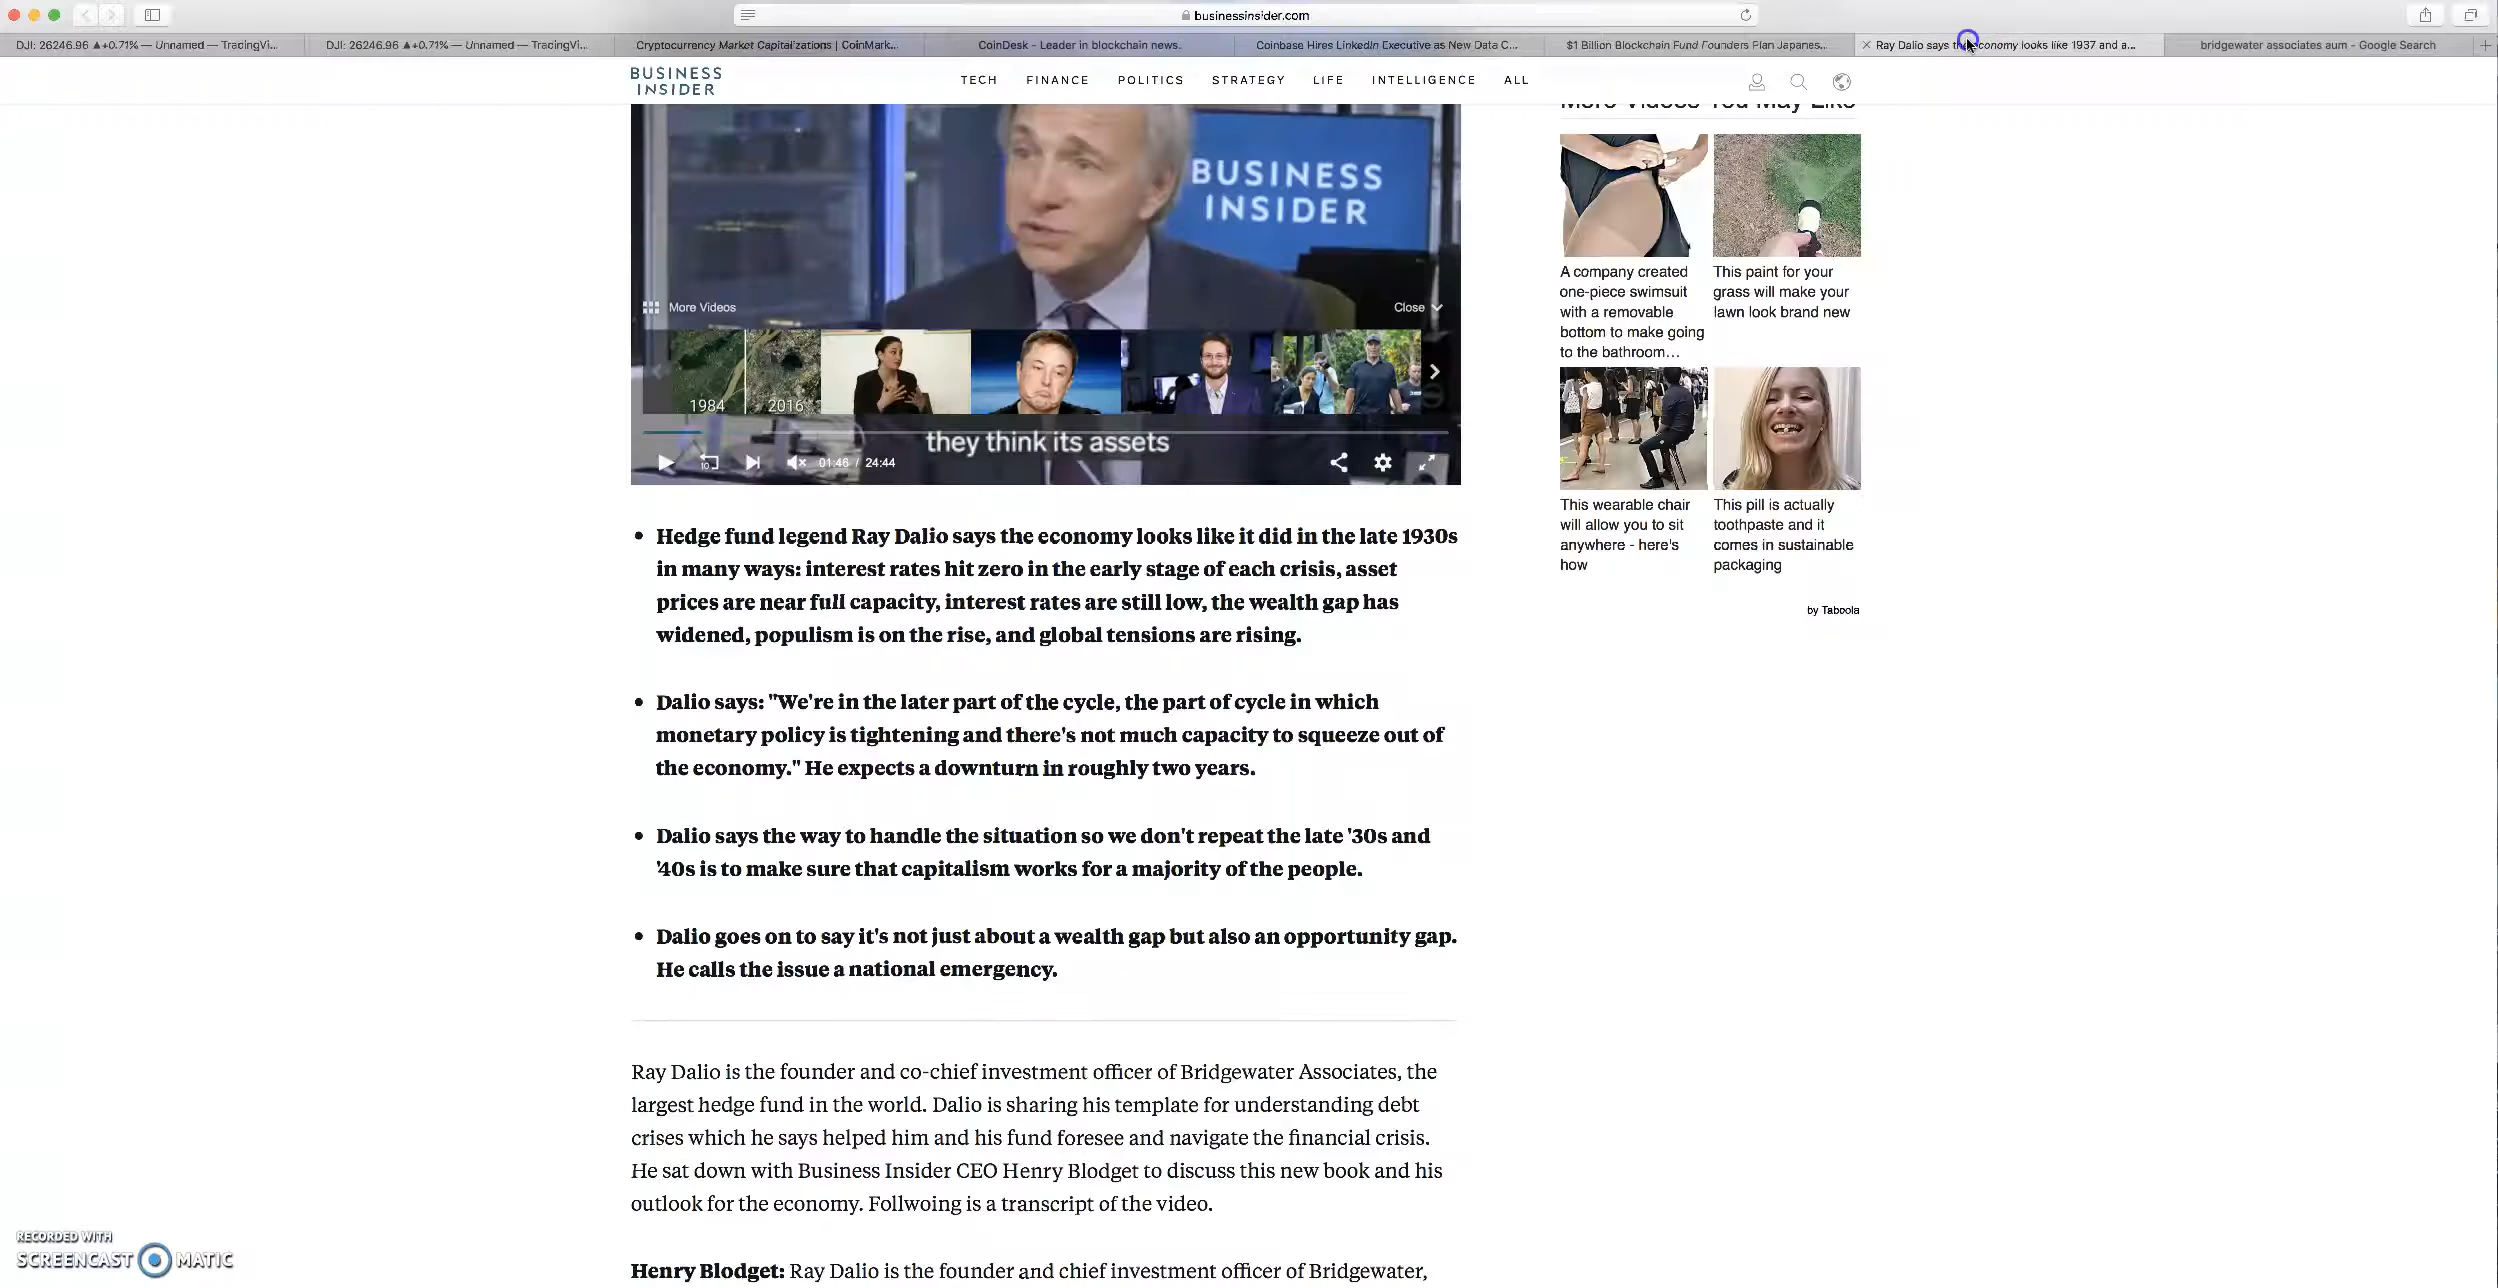 businessinsider.com
DJI: 26246.96 ▲+0.71% — Unnamed — TradingVi...
DJI: 26246.96 ▲+0.71% — Unnamed — TradingVi...
Cryptocurrency Market Capitalizations | CoinMark...
CoinDesk - Leader in blockchain news.
Coinbase Hires LinkedIn Executive as New Data C...
$1 Billion Blockchain Fund Founders Plan Japanes...
Ray Dalio says the economy looks like 1937 and a...
bridgewater associates aum - Google Search
BUSINESS
INSIDER
TECH FINANCE POLITICS STRATEGY LIFE INTELLIGENCE ALL
BUSINESS
INSIDER
More Videos
Close
1984
2016
they think its assets
10
01:46 / 24:44
More Videos You May Like
A company created
one-piece swimsuit
with a removable
bottom to make going
to the bathroom...
This paint for your
grass will make your
lawn look brand new
This wearable chair
will allow you to sit
anywhere - here's
how
This pill is actually
toothpaste and it
comes in sustainable
packaging
by Taboola
• Hedge fund legend Ray Dalio says the economy looks like it did in the late 1930s
in many ways: interest rates hit zero in the early stage of each crisis, asset
prices are near full capacity, interest rates are still low, the wealth gap has
widened, populism is on the rise, and global tensions are rising.
• Dalio says: "We're in the later part of the cycle, the part of cycle in which
monetary policy is tightening and there's not much capacity to squeeze out of
the economy." He expects a downturn in roughly two years.
• Dalio says the way to handle the situation so we don't repeat the late '30s and
'40s is to make sure that capitalism works for a majority of the people.
• Dalio goes on to say it's not just about a wealth gap but also an opportunity gap.
He calls the issue a national emergency.
Ray Dalio is the founder and co-chief investment officer of Bridgewater Associates, the
largest hedge fund in the world. Dalio is sharing his template for understanding debt
crises which he says helped him and his fund foresee and navigate the financial crisis.
He sat down with Business Insider CEO Henry Blodget to discuss this new book and his
outlook for the economy. Follwoing is a transcript of the video.
Henry Blodget: Ray Dalio is the founder and chief investment officer of Bridgewater,
RECORDED WITH
SCREENCAST MATIC